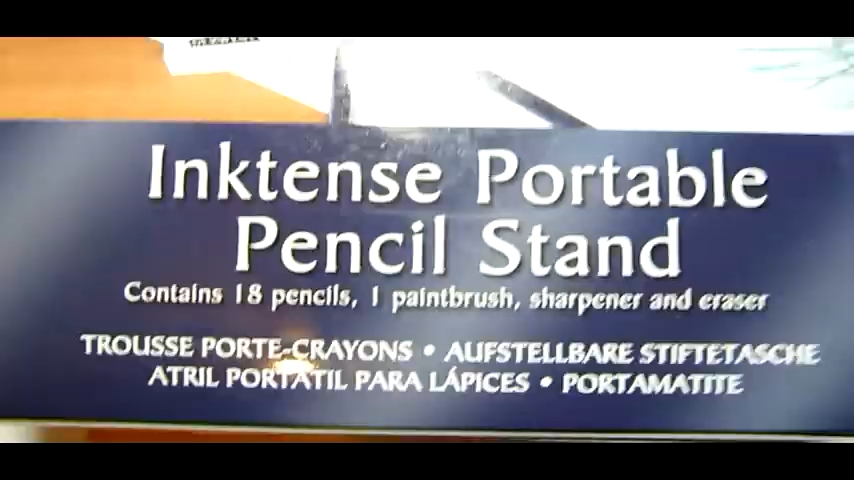 Inktense Portable
Pencil Stand
Contains 18 pencils, 1 paintbrush, sharpener and eraser
TROUSSE PORTE-CRAYONS • AUFSTELLBARE STIFTETASCHE
ATRIL PORTÁTIL PARA LÁPICES • PORTAMATITE